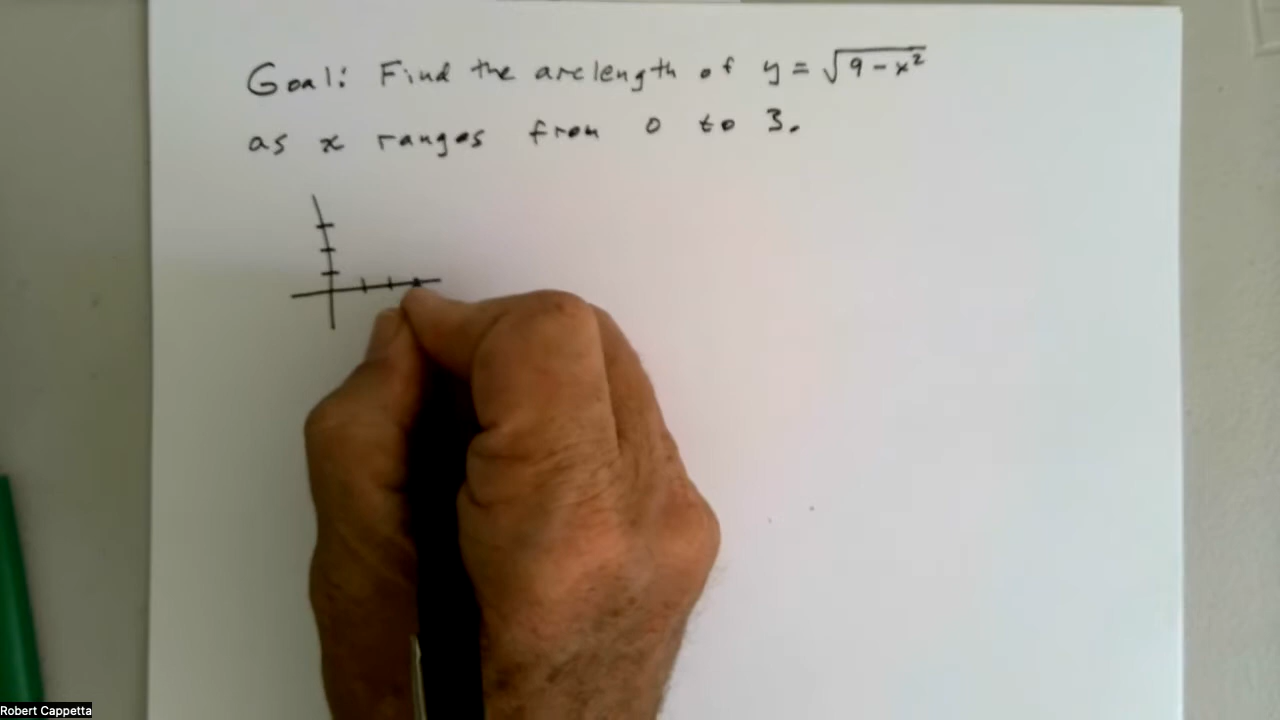 Goal: Find the arclength of y = √(9 - x²)
as x ranges from 0 to 3.
Robert Cappetta